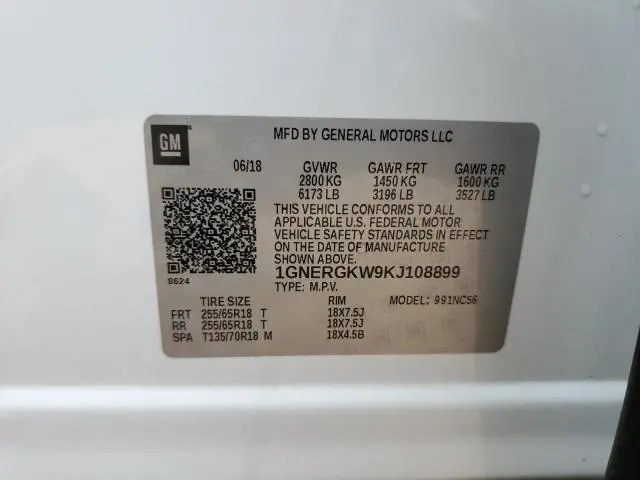 GM
MFD BY GENERAL MOTORS LLC
06/18 GVWR GAWR FRT GAWR RR
2800 KG 1450 KG 1600 KG
6173 LB 3196 LB 3527 LB
THIS VEHICLE CONFORMS TO ALL
APPLICABLE U.S. FEDERAL MOTOR
VEHICLE SAFETY STANDARDS IN EFFECT
ON THE DATE OF MANUFACTURE
SHOWN ABOVE.
1GNERGKW9KJ108899
8624
TYPE: M.P.V.
TIRE SIZE RIM MODEL: 991NC56
FRT 255/65R18 T 18X7.5J
RR 255/65R18 T 18X7.5J
SPA T135/70R18 M 18X4.5B